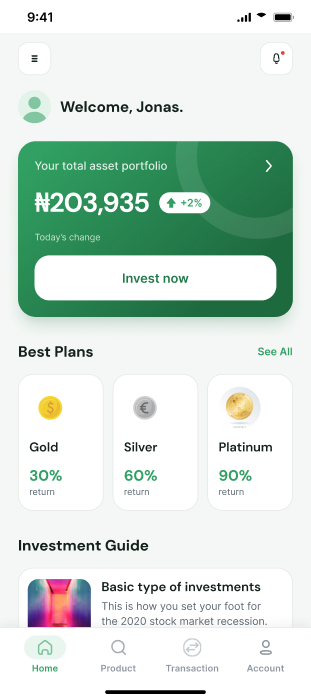 9:41
Welcome, Jonas.
Your total asset portfolio
₦203,935 +2%
Today's change
Invest now
Best Plans See All
Gold Silver Platinum
30% 60% 90%
return return return
Investment Guide
Basic type of investments
This is how you set your foot for
the 2020 stock market recession.
Home Product Transaction Account